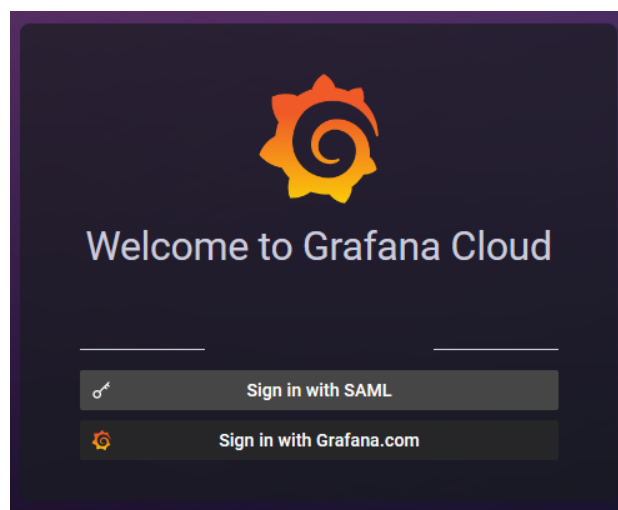 Welcome to Grafana Cloud
Sign in with SAML
Sign in with Grafana.com